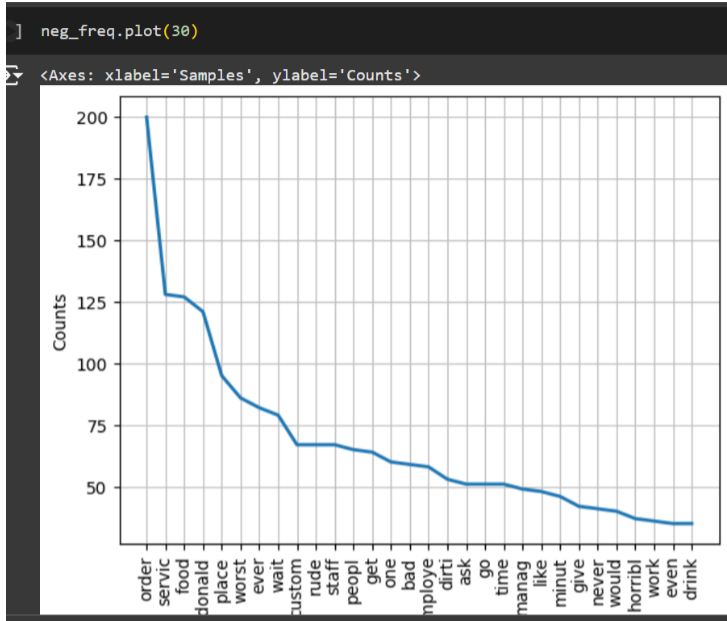 ] neg_freq.plot(30)
<Axes: xlabel='Samples', ylabel='Counts'>
200
175
150
125
100
75
50
Counts
order
servic
food
donald
place
worst
ever
wait
custom
rude
staff
peopl
get
one
bad
mploye
dirti
ask
go
time
manag
like
minut
give
never
would
horribl
work
even
drink